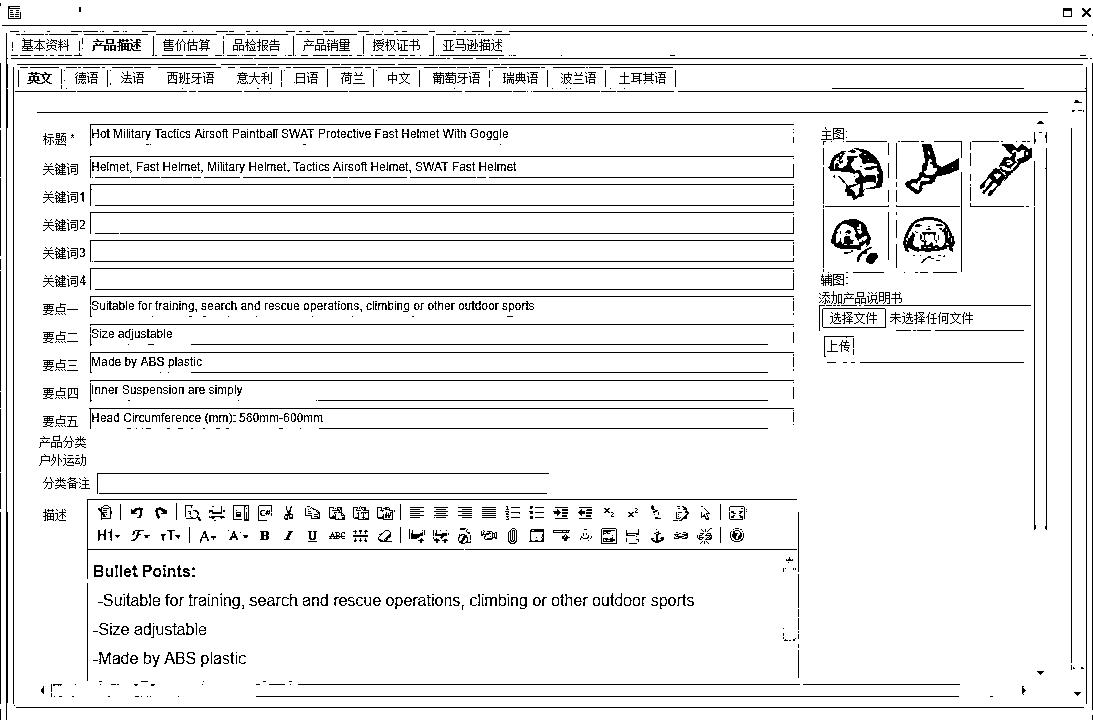 基本资料 产品描述 售价估算 品检报告 产品销量 授权证书 亚马逊描述
英文 德语 法语 西班牙语 意大利 日语 荷兰 中文 葡萄牙语 瑞典语 波兰语 土耳其语
标题 * Hot Military Tactics Airsoft Paintball SWAT Protective Fast Helmet With Goggle
关键词 Helmet, Fast Helmet, Military Helmet, Tactics Airsoft Helmet, SWAT Fast Helmet
关键词1
关键词2
关键词3
关键词4
要点一 Suitable for training, search and rescue operations, climbing or other outdoor sports
要点二 Size adjustable
要点三 Made by ABS plastic
要点四 Inner Suspension are simply
要点五 Head Circumference (mm): 560mm-600mm
产品分类
户外运动
分类备注
描述
H1 F TT A A B I U ABC
Bullet Points:
-Suitable for training, search and rescue operations, climbing or other outdoor sports
-Size adjustable
-Made by ABS plastic
主图:
辅图:
添加产品说明书
选择文件 未选择任何文件
上传